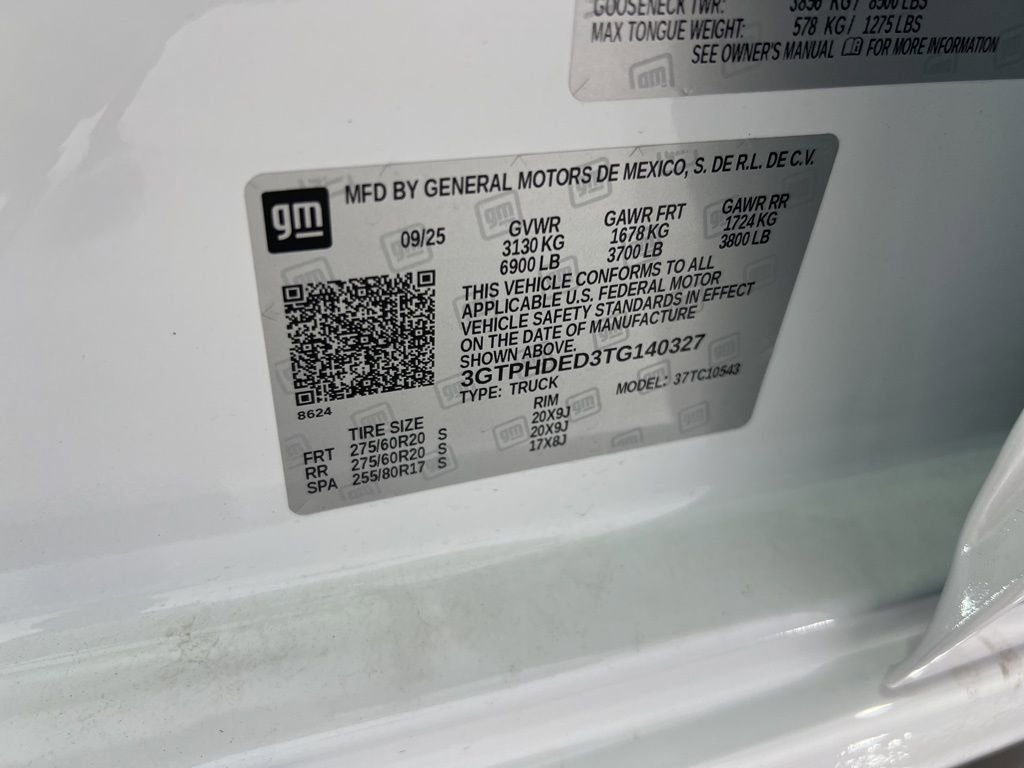 GOOSENECK TWR: 3856 KG / 8500 LBS
MAX TONGUE WEIGHT: 578 KG / 1275 LBS
SEE OWNER'S MANUAL FOR MORE INFORMATION
gm
MFD BY GENERAL MOTORS DE MEXICO, S. DE R.L. DE C.V.
09/25
GVWR GAWR FRT GAWR RR
3130 KG 1678 KG 1724 KG
6900 LB 3700 LB 3800 LB
THIS VEHICLE CONFORMS TO ALL
APPLICABLE U.S. FEDERAL MOTOR
VEHICLE SAFETY STANDARDS IN EFFECT
ON THE DATE OF MANUFACTURE
SHOWN ABOVE.
3GTPHDED3TG140327
TYPE: TRUCK MODEL: 37TC10543
8624
TIRE SIZE RIM
FRT 275/60R20 S 20X9J
RR 275/60R20 S 20X9J
SPA 255/80R17 S 17X8J